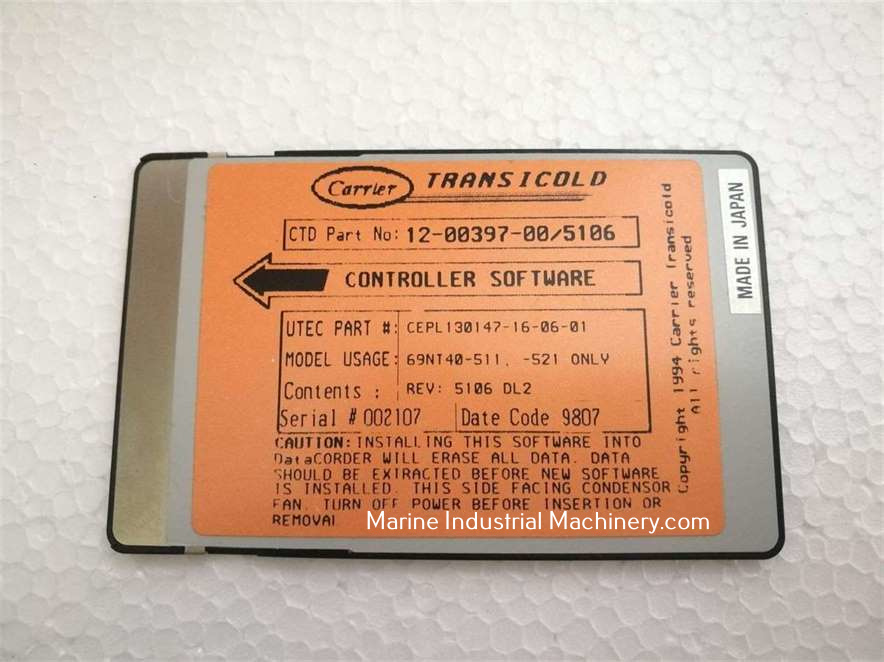 Carrier TRANSICOLD
CTD Part No: 12-00397-00/5106
CONTROLLER SOFTWARE
UTEC PART #: CEPL130147-16-06-01
MODEL USAGE: 69NT40-511, -521 ONLY
Contents : REV: 5106 DL2
Serial # 002107 Date Code 9807
CAUTION: INSTALLING THIS SOFTWARE INTO
DataCORDER WILL ERASE ALL DATA. DATA
SHOULD BE EXTRACTED BEFORE NEW SOFTWARE
IS INSTALLED. THIS SIDE FACING CONDENSOR
FAN. TURN OFF POWER BEFORE INSERTION OR
REMOVAL
Copyright 1994 Carrier Transicold
All rights reserved
MADE IN JAPAN
Marine Industrial Machinery.com